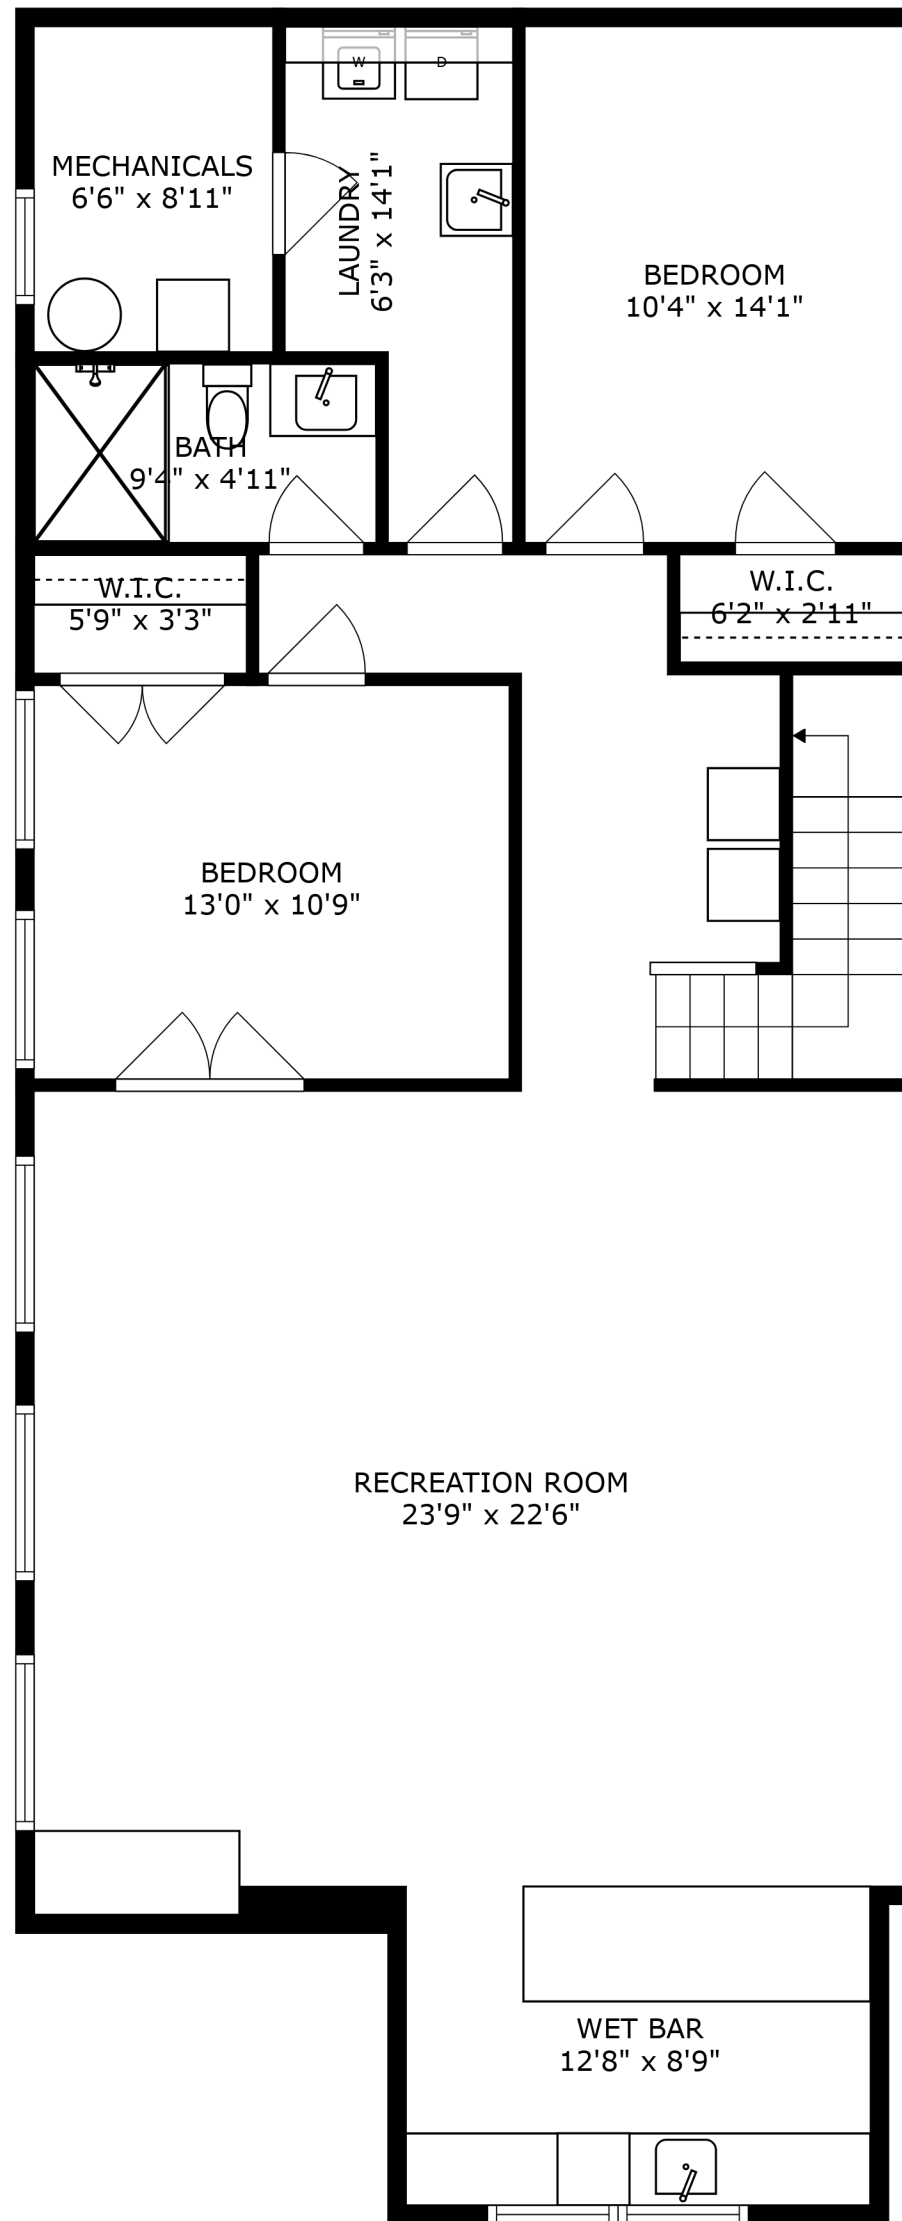 W
D
MECHANICALS
6'6" x 8'11"
LAUNDRY
6'3" x 14'1"
BEDROOM
10'4" x 14'1"
BATH
9'4" x 4'11"
W.I.C.
5'9" x 3'3"
W.I.C.
6'2" x 2'11"
BEDROOM
13'0" x 10'9"
RECREATION ROOM
23'9" x 22'6"
WET BAR
12'8" x 8'9"